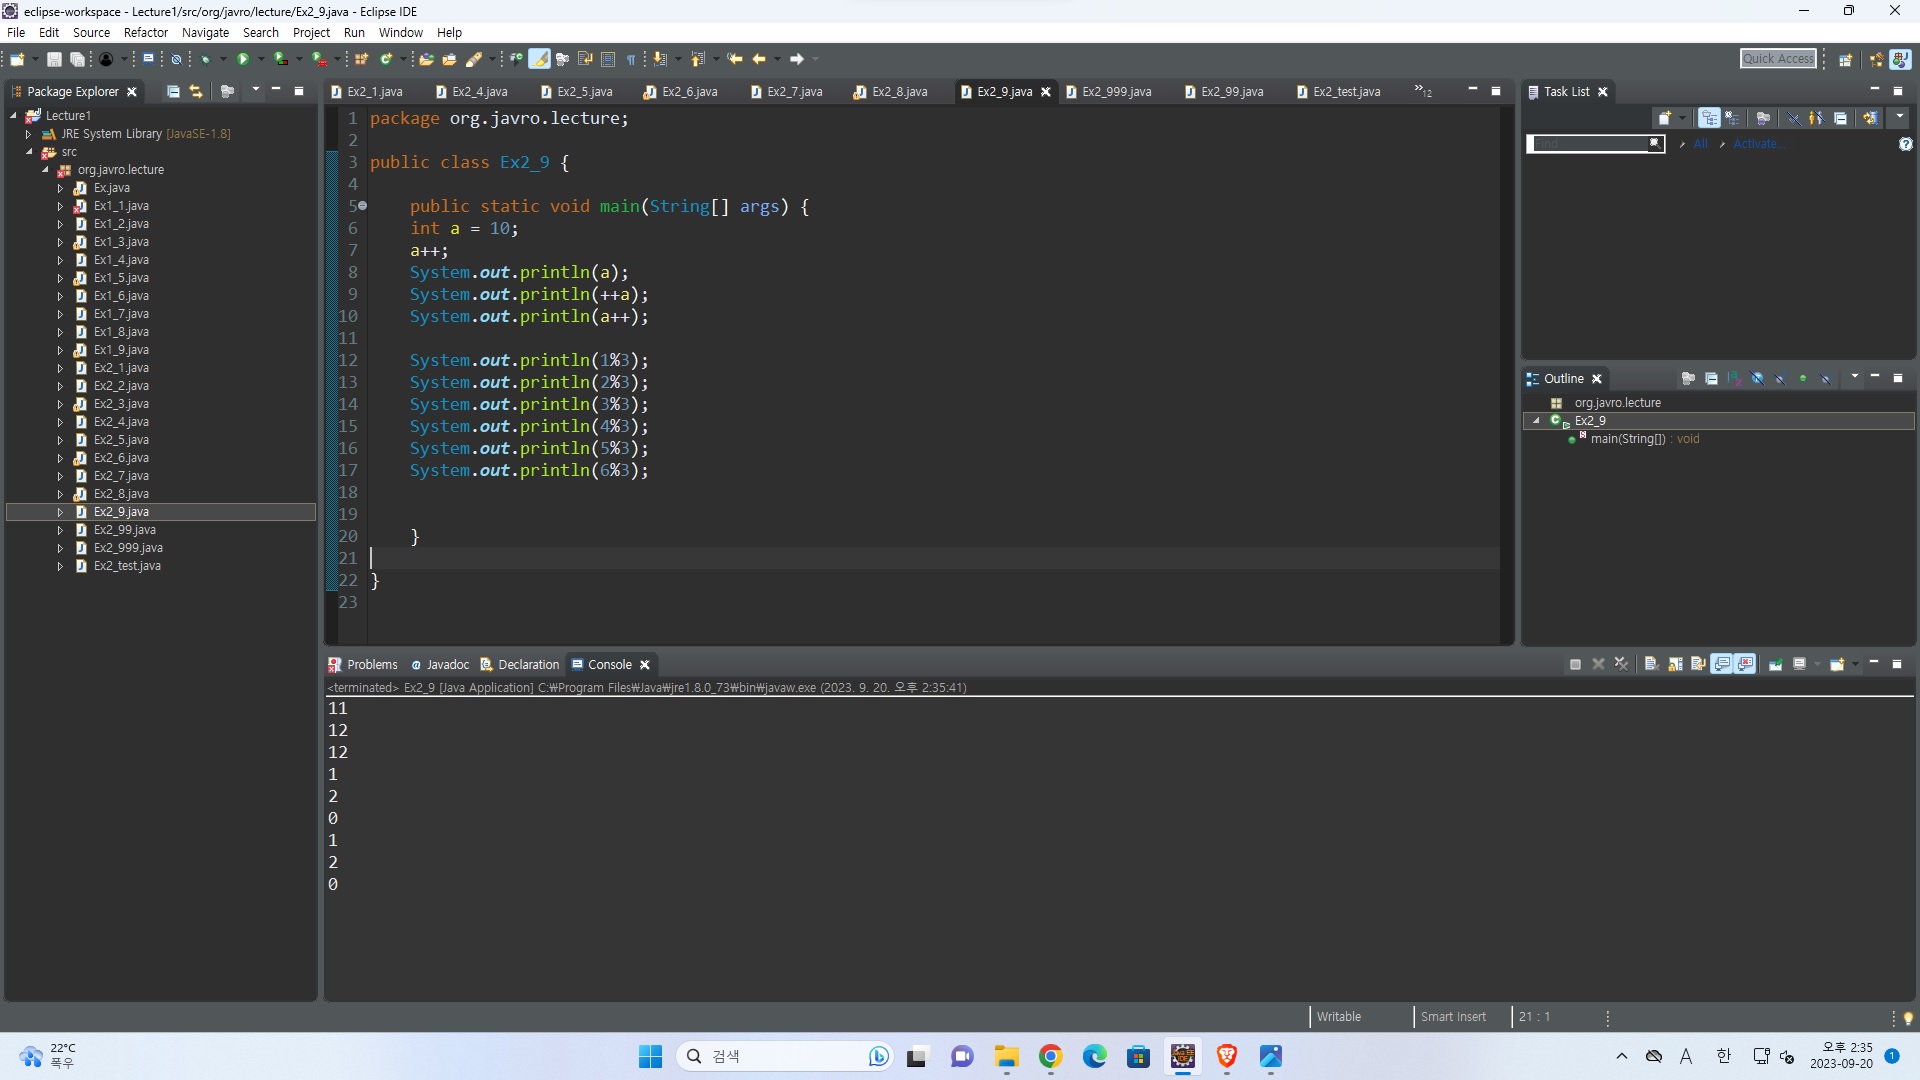 eclipse-workspace - Lecture1/src/org/javro/lecture/Ex2_9.java - Eclipse IDE
File Edit Source Refactor Navigate Search Project Run Window Help
Quick Access
Package Explorer
Lecture1
JRE System Library [JavaSE-1.8]
src
org.javro.lecture
Ex.java
Ex1_1.java
Ex1_2.java
Ex1_3.java
Ex1_4.java
Ex1_5.java
Ex1_6.java
Ex1_7.java
Ex1_8.java
Ex1_9.java
Ex2_1.java
Ex2_2.java
Ex2_3.java
Ex2_4.java
Ex2_5.java
Ex2_6.java
Ex2_7.java
Ex2_8.java
Ex2_9.java
Ex2_99.java
Ex2_999.java
Ex2_test.java
Ex2_1.java Ex2_4.java Ex2_5.java Ex2_6.java Ex2_7.java Ex2_8.java Ex2_9.java Ex2_999.java Ex2_99.java Ex2_test.java »12
1 package org.javro.lecture;
2
3 public class Ex2_9 {
4
5 public static void main(String[] args) {
6 int a = 10;
7 a++;
8 System.out.println(a);
9 System.out.println(++a);
10 System.out.println(a++);
11
12 System.out.println(1%3);
13 System.out.println(2%3);
14 System.out.println(3%3);
15 System.out.println(4%3);
16 System.out.println(5%3);
17 System.out.println(6%3);
18
19
20 }
21
22 }
23
Task List
Find All Activate...
Outline
org.javro.lecture
Ex2_9
main(String[]) : void
Problems Javadoc Declaration Console
<terminated> Ex2_9 [Java Application] C:₩Program Files₩Java₩jre1.8.0_73₩bin₩javaw.exe (2023. 9. 20. 오후 2:35:41)
11
12
12
1
2
0
1
2
0
Writable Smart Insert 21 : 1
22°C
폭우
검색
A 한
오후 2:35
2023-09-20
1